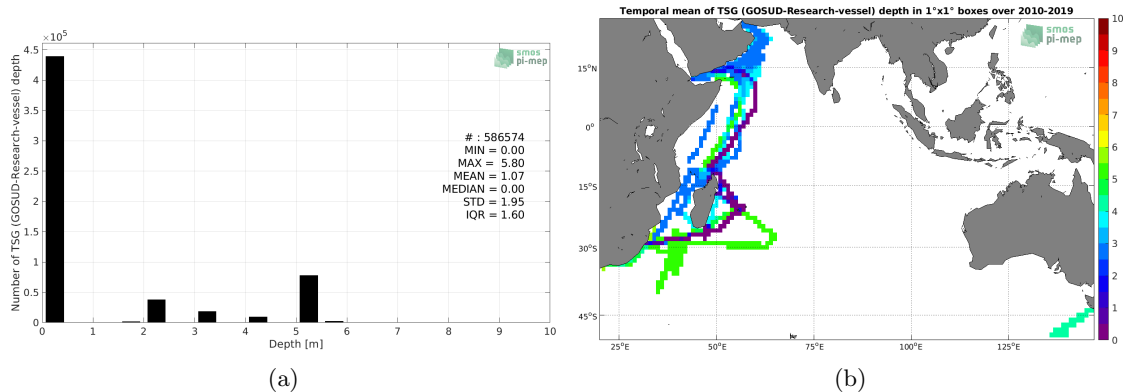 smos
pi-mep
×10⁵
4.5
4
3.5
3
2.5
2
1.5
1
0.5
0
Number of TSG (GOSUD-Research-vessel) depth
# : 586574
MIN = 0.00
MAX = 5.80
MEAN = 1.07
MEDIAN = 0.00
STD = 1.95
IQR = 1.60
0 1 2 3 4 5 6 7 8 9 10
Depth [m]
(a)
Temporal mean of TSG (GOSUD-Research-vessel) depth in 1°x1° boxes over 2010-2019
smos
pi-mep
15°N
0°
15°S
30°S
45°S
25°E 50°E 75°E 100°E 125°E
10
9
8
7
6
5
4
3
2
1
0
(b)